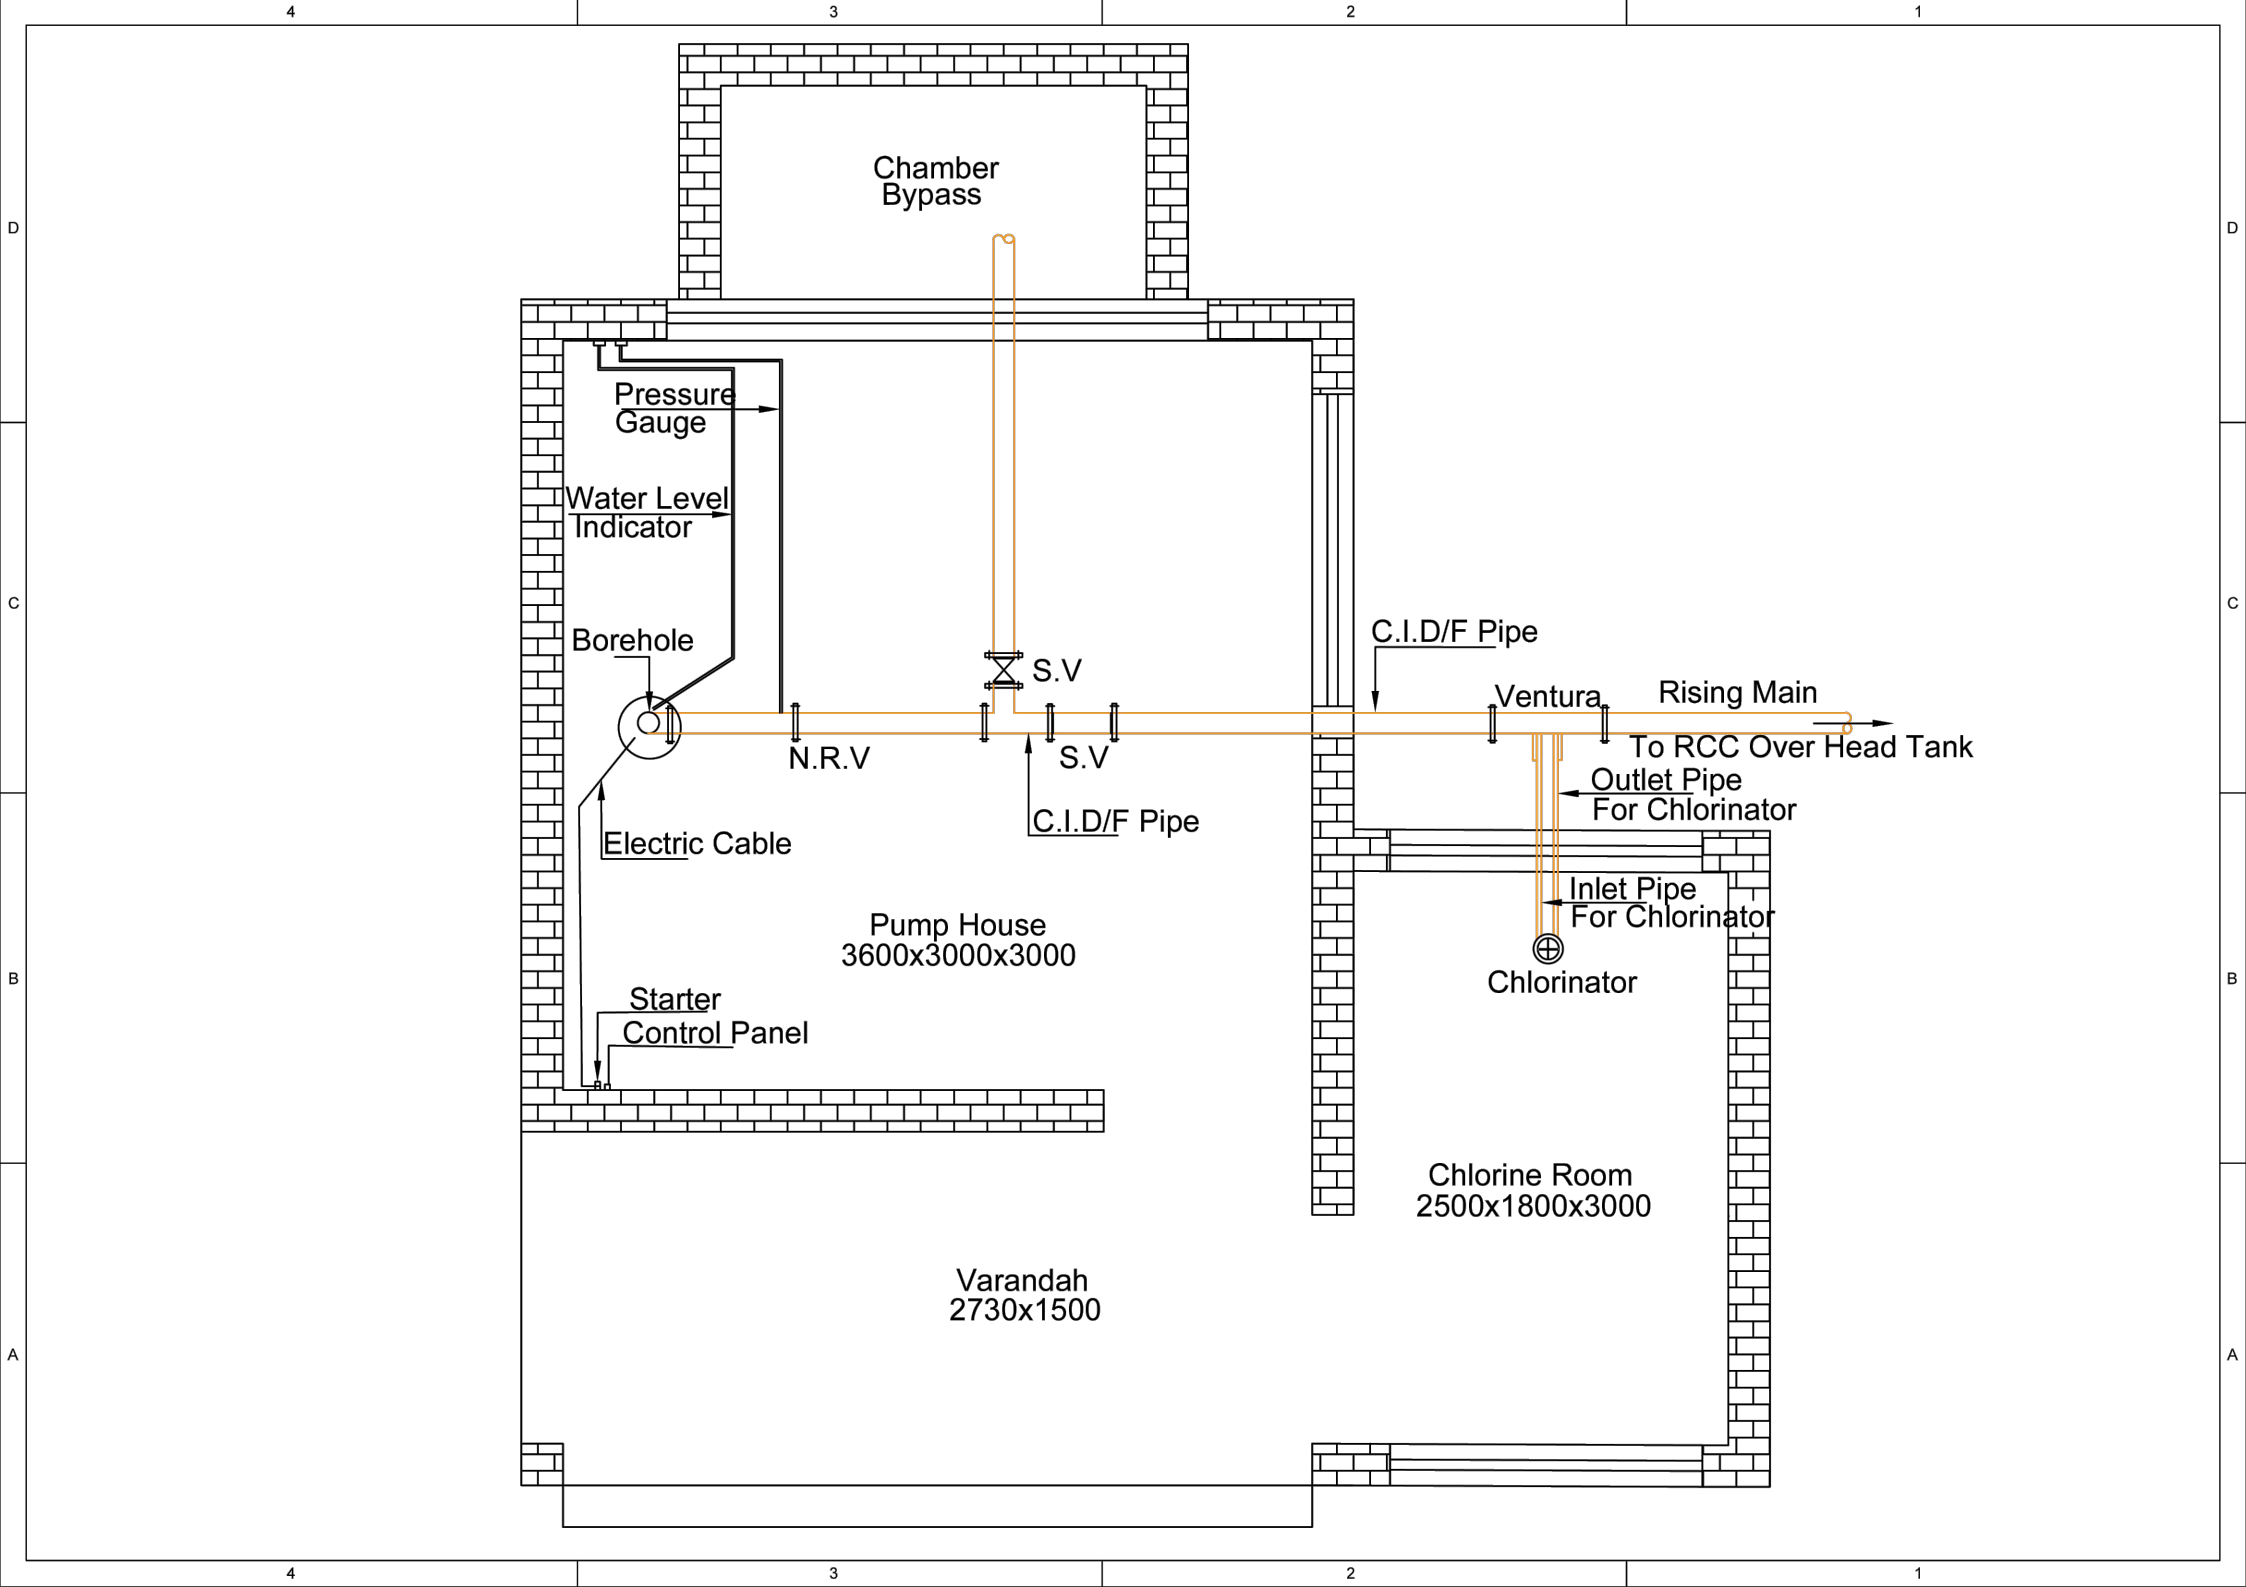 4 3 2 1
Chamber
Bypass
D D
Pressure
Gauge
Water Level
Indicator
C C
Borehole
C.I.D/F Pipe
S.V
Ventura
Rising Main
N.R.V
S.V
To RCC Over Head Tank
Outlet Pipe
For Chlorinator
C.I.D/F Pipe
Electric Cable
Inlet Pipe
For Chlorinator
Pump House
3600x3000x3000
B B
Chlorinator
Starter
Control Panel
Chlorine Room
2500x1800x3000
Varandah
2730x1500
A A
4 3 2 1